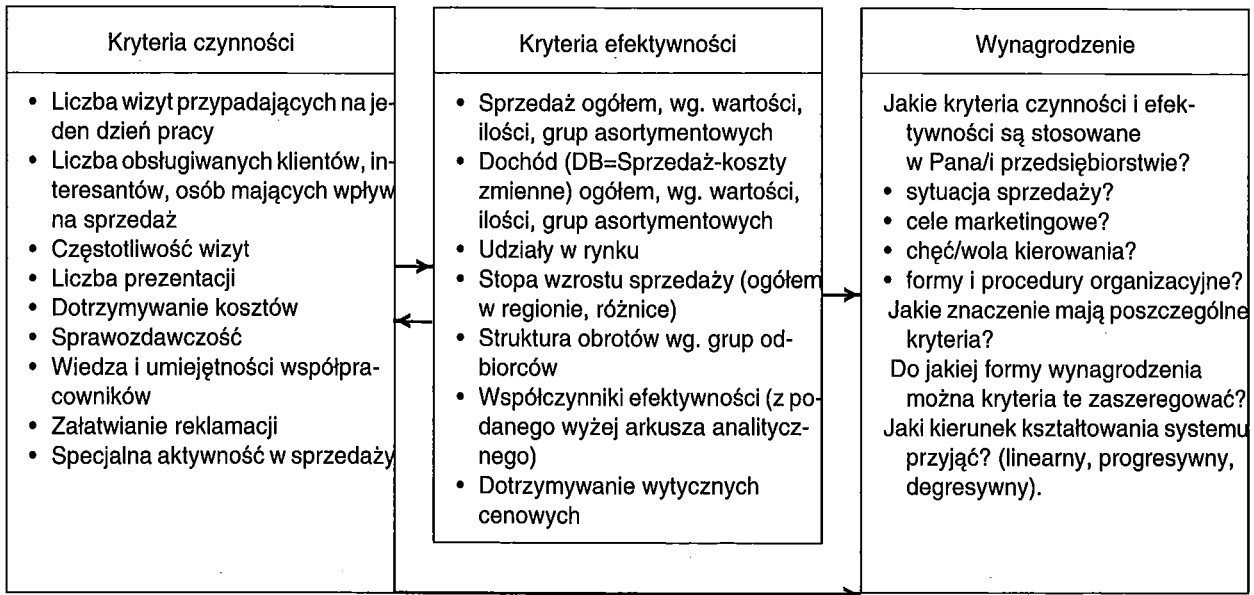 Kryteria czynności
• Liczba wizyt przypadających na je-
den dzień pracy
• Liczba obsługiwanych klientów, in-
teresantów, osób mających wpływ
na sprzedaż
• Częstotliwość wizyt
• Liczba prezentacji
• Dotrzymywanie kosztów
• Sprawozdawczość
• Wiedza i umiejętności współpra-
cowników
• Załatwianie reklamacji
• Specjalna aktywność w sprzedaży
Kryteria efektywności
• Sprzedaż ogółem, wg. wartości,
ilości, grup asortymentowych
• Dochód (DB=Sprzedaż-koszty
zmienne) ogółem, wg. wartości,
ilości, grup asortymentowych
• Udziały w rynku
• Stopa wzrostu sprzedaży (ogółem
w regionie, różnice)
• Struktura obrotów wg. grup od-
biorców
• Współczynniki efektywności (z po-
danego wyżej arkusza analitycz-
nego)
• Dotrzymywanie wytycznych
cenowych
Wynagrodzenie
Jakie kryteria czynności i efek-
tywności są stosowane
w Pana/i przedsiębiorstwie?
• sytuacja sprzedaży?
• cele marketingowe?
• chęć/wola kierowania?
• formy i procedury organizacyjne?
Jakie znaczenie mają poszczególne
kryteria?
Do jakiej formy wynagrodzenia
można kryteria te zaszeregować?
Jaki kierunek kształtowania systemu
przyjąć? (linearny, progresywny,
degresywny).